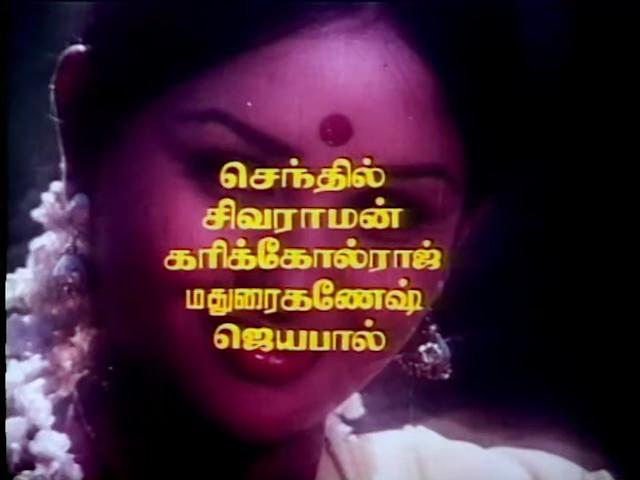 செந்தில்
சிவராமன்
கரிக்கோல்ராஜ்
மதுரைகணேஷ்
ஜெயபால்